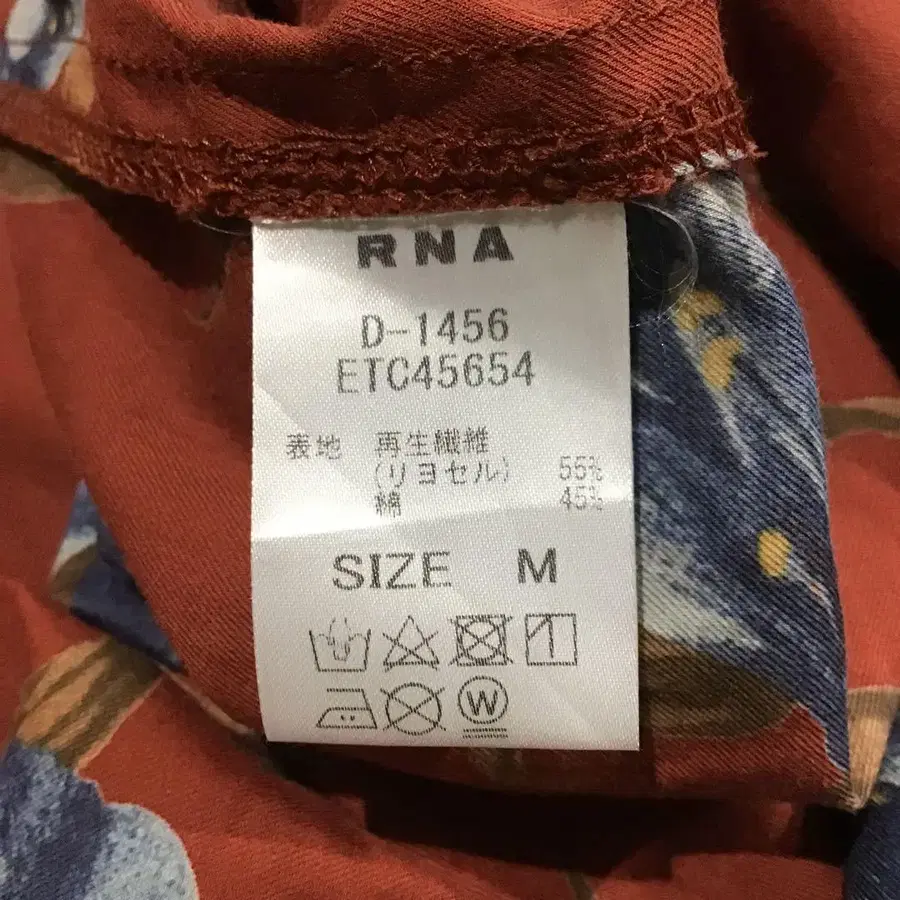 RNA
D-1456
ETC45654
表地 再生繊維
(リヨセル) 55%
綿 45%
SIZE M
W